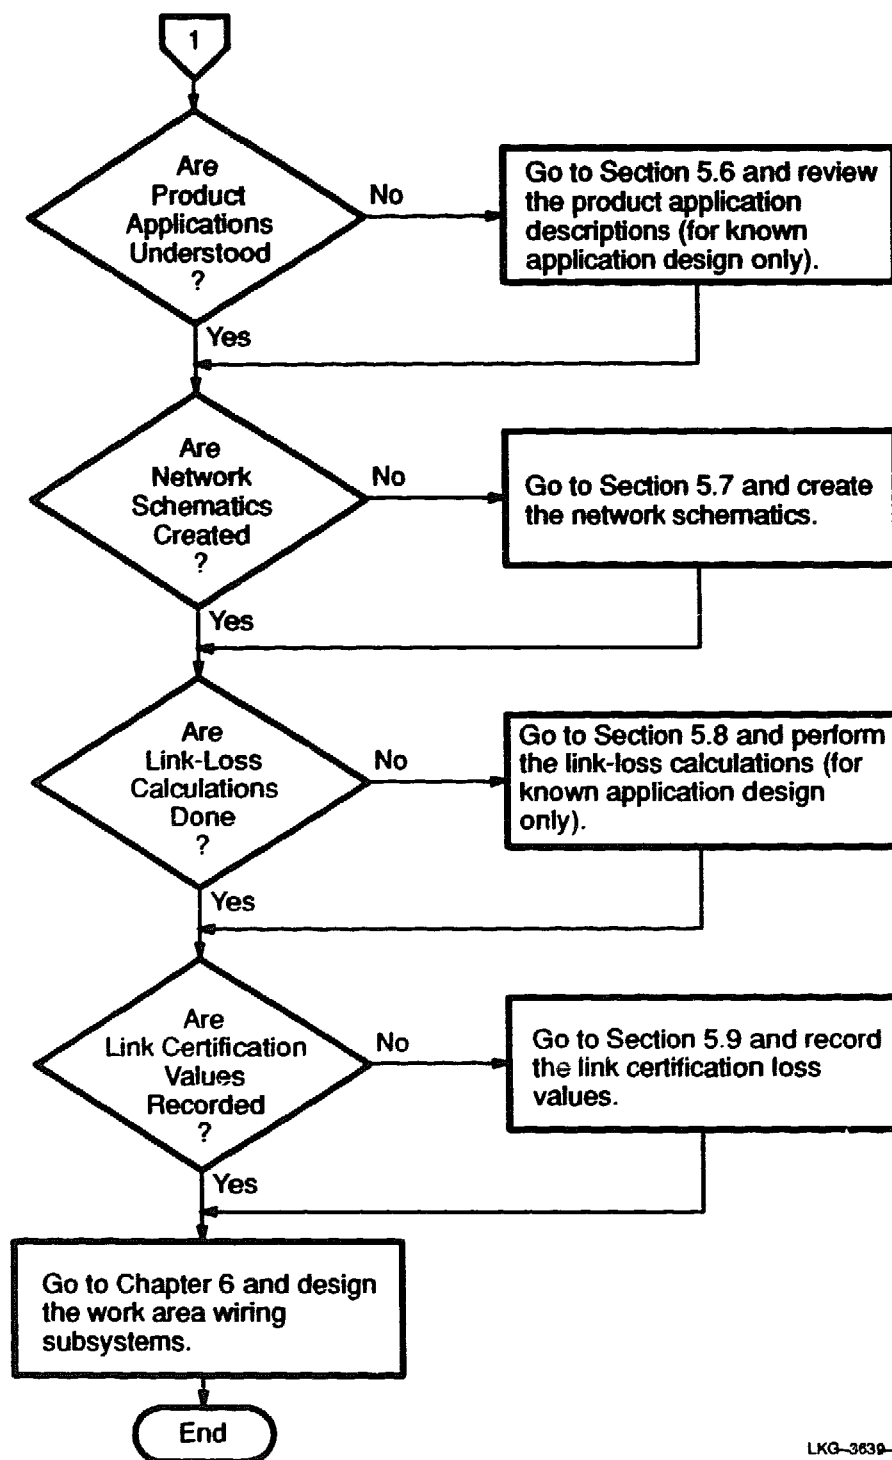 1
Are
Product
Applications
Understood
?
No
Go to Section 5.6 and review
the product application
descriptions (for known
application design only).
Yes
Are
Network
Schematics
Created
?
No
Go to Section 5.7 and create
the network schematics.
Yes
Are
Link-Loss
Calculations
Done
?
No
Go to Section 5.8 and perform
the link-loss calculations (for
known application design
only).
Yes
Are
Link Certification
Values
Recorded
?
No
Go to Section 5.9 and record
the link certification loss
values.
Yes
Go to Chapter 6 and design
the work area wiring
subsystems.
End
LKG-3639-